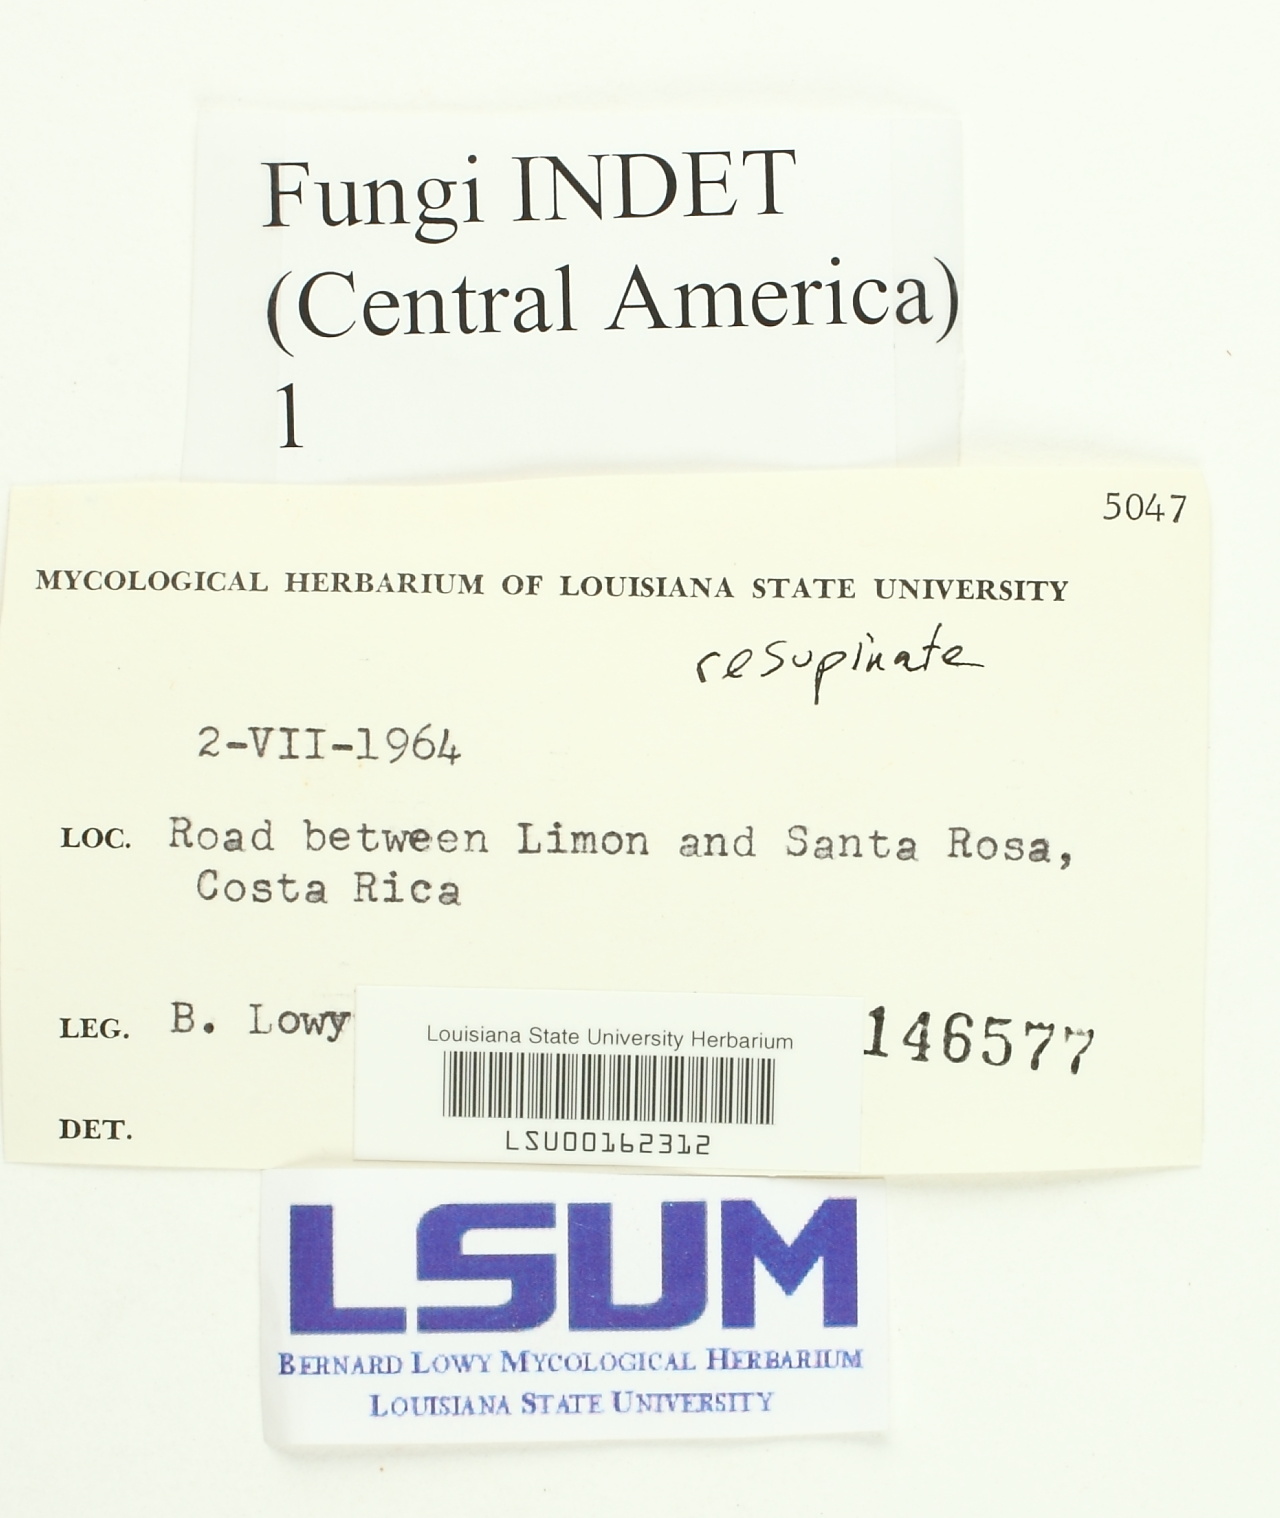 Fungi INDET
(Central America)
1
5047
MYCOLOGICAL HERBARIUM OF LOUISIANA STATE UNIVERSITY
resupinate
2-VII-1964
LOC. Road between Limon and Santa Rosa,
Costa Rica
LEG. B. Lowy
146577
Louisiana State University Herbarium
LSU00162312
DET.
LSUM
BERNARD LOWY MYCOLOGICAL HERBARIUM
LOUISIANA STATE UNIVERSITY